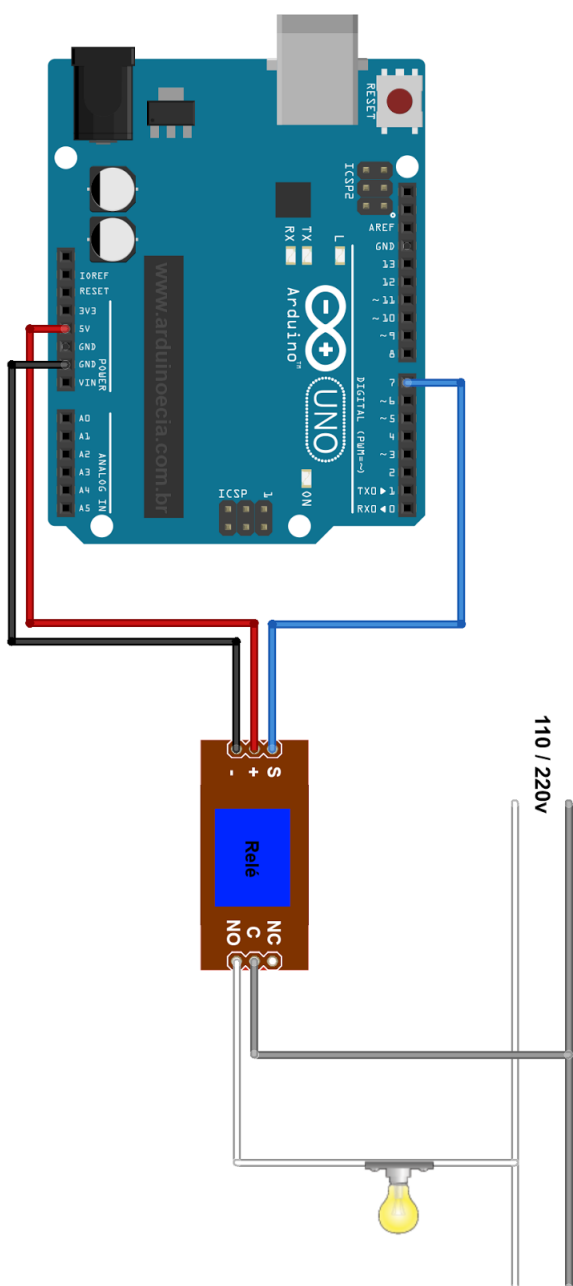 RESET
ICSP2
AREF
GND
13
12
~11
~10
~9
8
7
~6
~5
4
~3
2
TX0 ▶ 1
RX0 ◀ 0
DIGITAL (PWM=~)
L
TX
RX
Arduino™
UNO
ON
ICSP
1
www.arduinoecia.com.br
IOREF
RESET
3V3
5V
GND
GND
VIN
POWER
A0
A1
A2
A3
A4
A5
ANALOG IN
- + S
Relé
NO C NC
110 / 220v